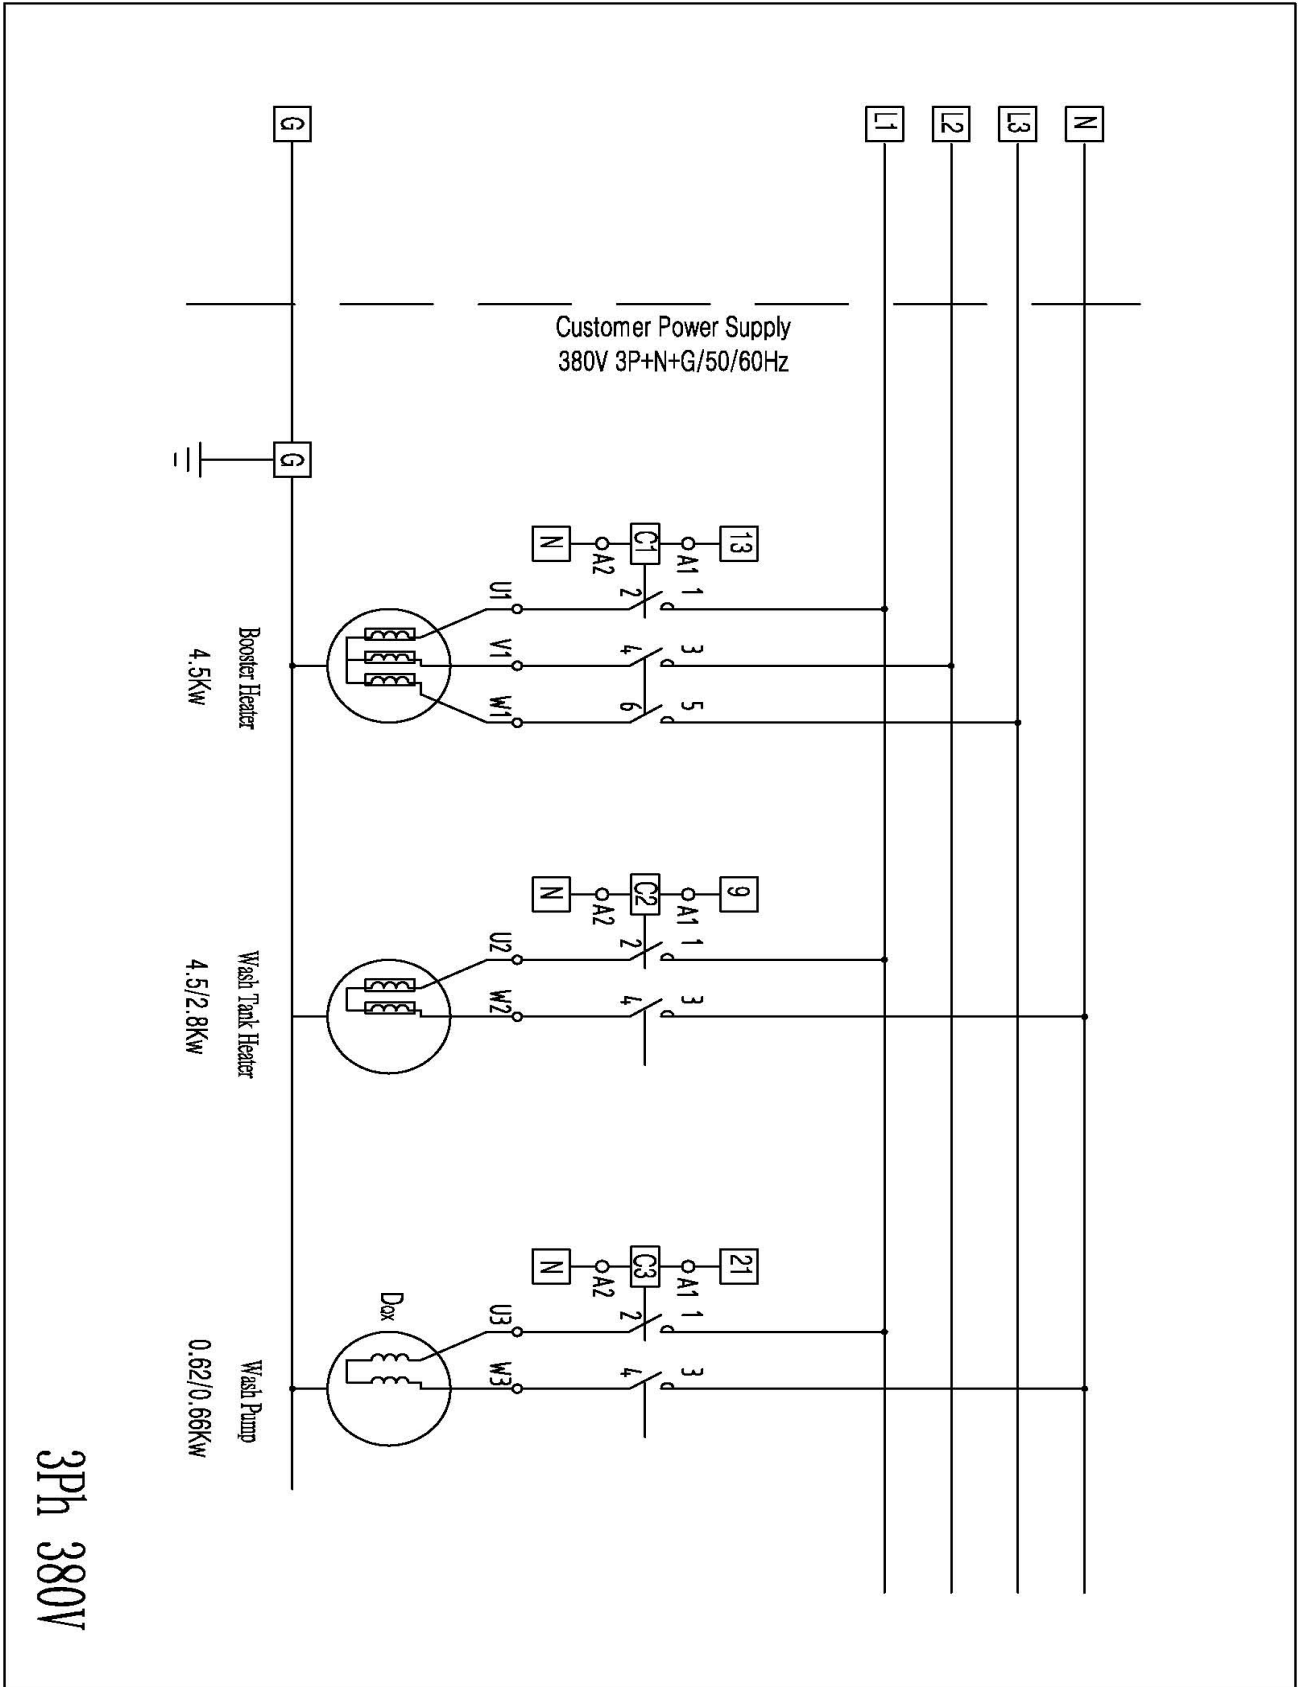 N
L3
L2
L1
G
Customer Power Supply
380V 3P+N+G/50/60Hz
G
13
A1
C1
A2
N
1
3
5
2
4
6
U1
V1
W1
Booster Heater
4.5Kw
9
A1
C2
A2
N
1
3
2
4
U2
W2
Wash Tank Heater
4.5/2.8Kw
21
A1
C3
A2
N
1
3
2
4
U3
W3
Dax
Wash Pump
0.62/0.66Kw
3Ph 380V